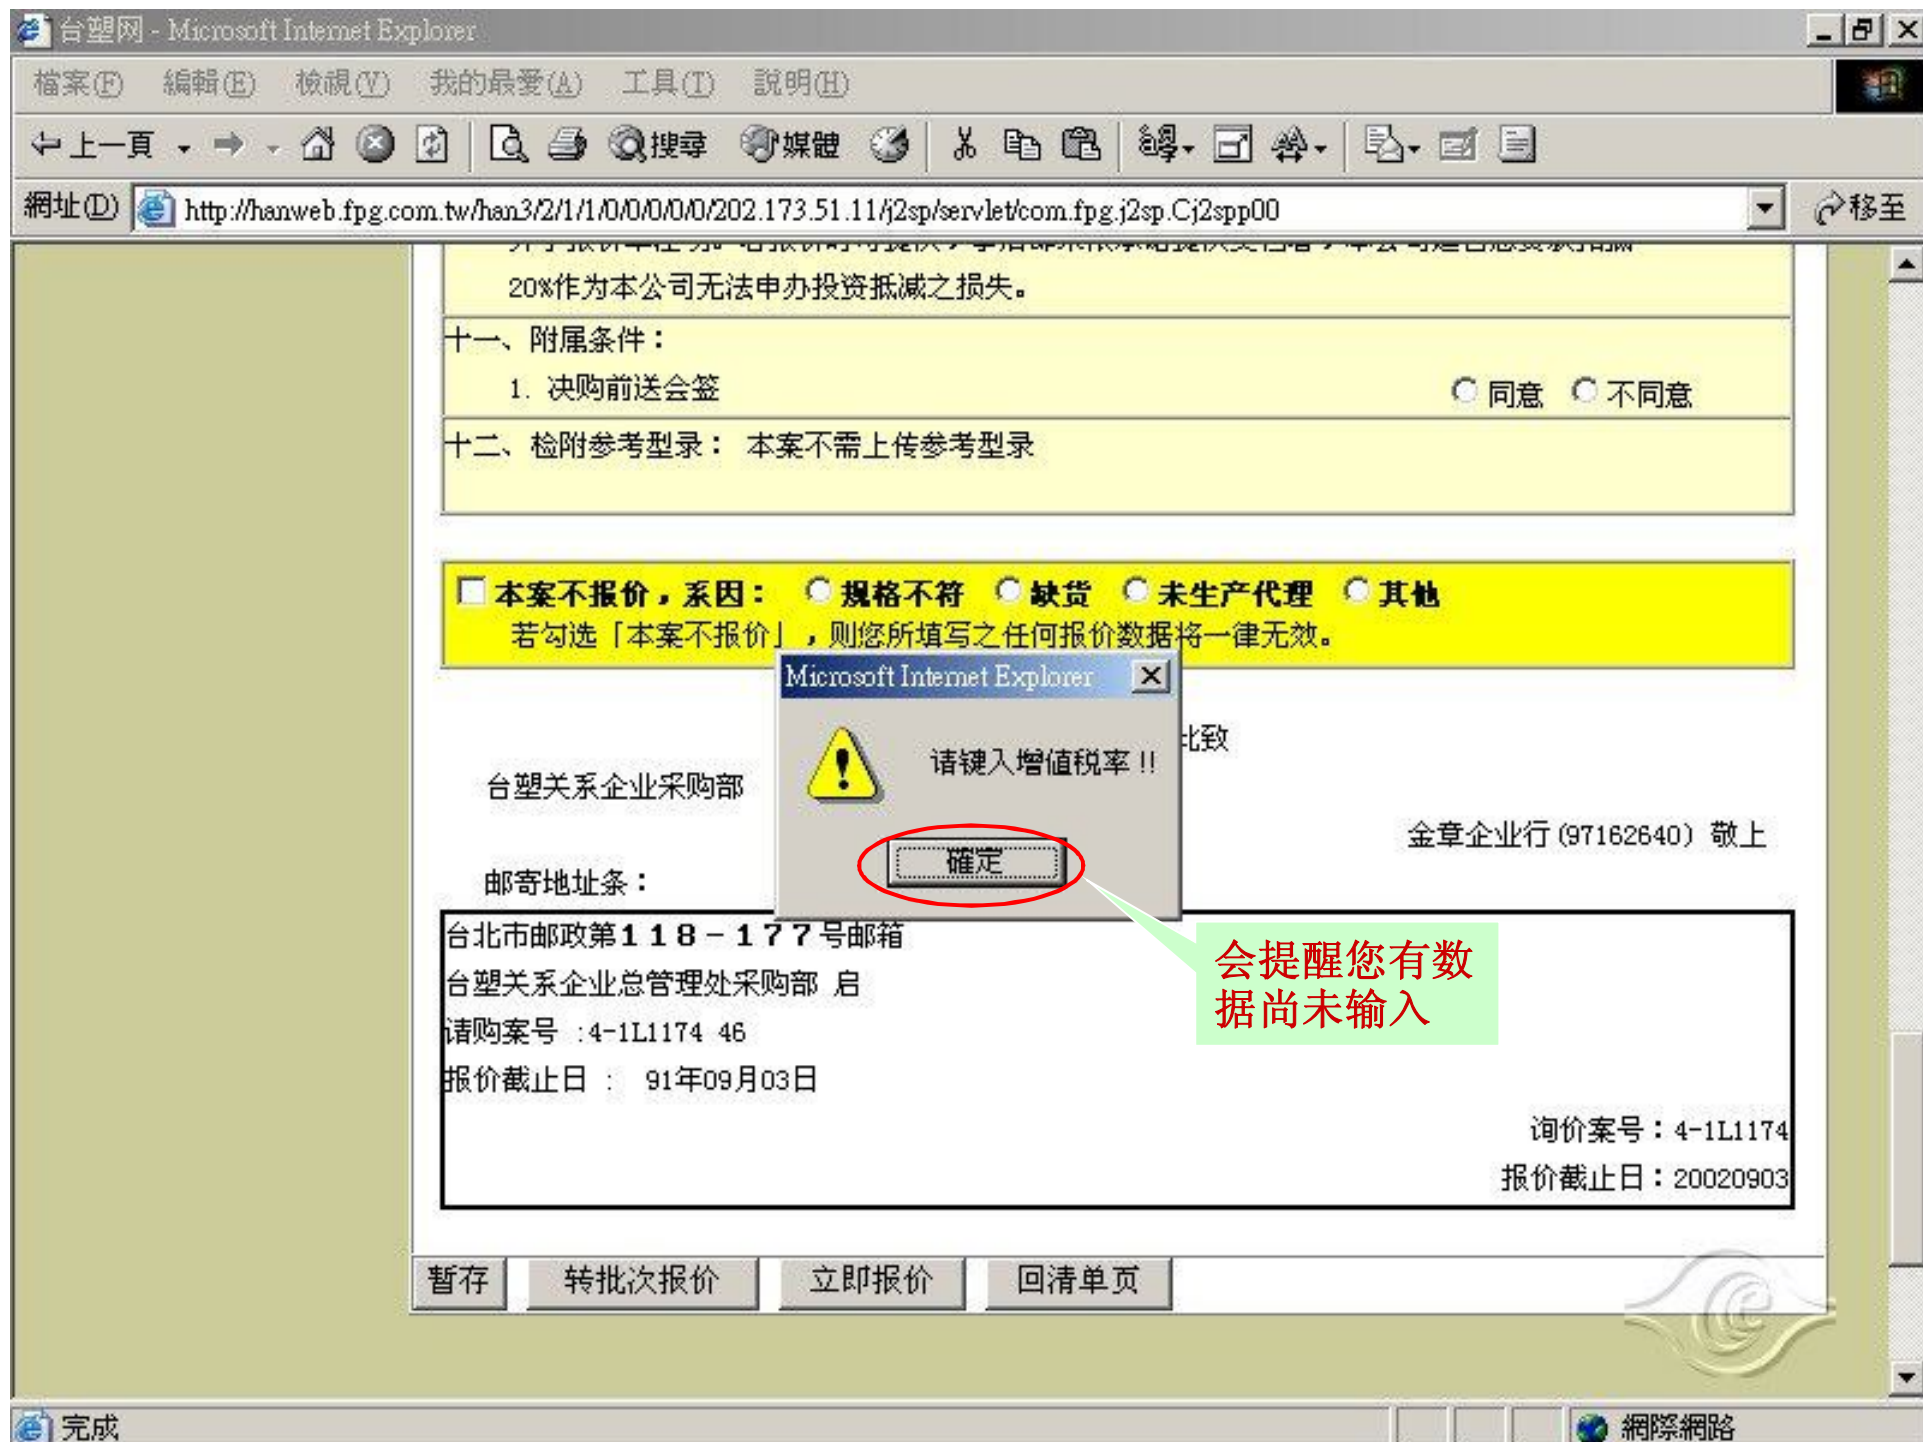 台塑网 - Microsoft Internet Explorer
檔案(F) 編輯(E) 檢視(V) 我的最愛(A) 工具(T) 說明(H)
上一頁 搜尋 媒體
網址(D) http://hanweb.fpg.com.tw/han3/2/1/1/0/0/0/0/0/202.173.51.11/j2sp/servlet/com.fpg.j2sp.Cj2spp00 移至
20%作为本公司无法申办投资抵减之损失。
十一、附属条件：
1. 决购前送会签 同意 不同意
十二、检附参考型录： 本案不需上传参考型录
本案不报价，系因： 规格不符 缺货 未生产代理 其他
若勾选「本案不报价」，则您所填写之任何报价数据将一律无效。
Microsoft Internet Explorer
请键入增值税率 !!
確定
此致
台塑关系企业采购部
金章企业行(97162640) 敬上
邮寄地址条：
台北市邮政第118－177号邮箱
台塑关系企业总管理处采购部 启
请购案号 :4-1L1174 46
报价截止日 : 91年09月03日
会提醒您有数
据尚未输入
询价案号：4-1L1174
报价截止日：20020903
暂存 转批次报价 立即报价 回清单页
完成 網際網路